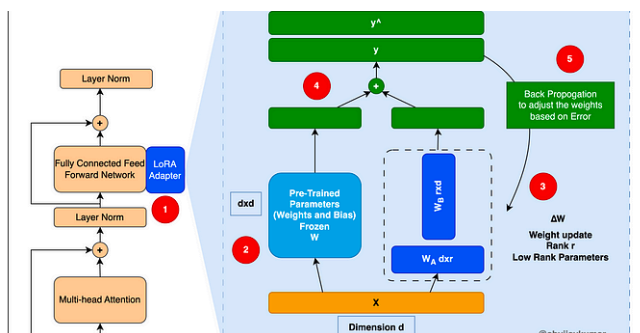 Layer Norm
+
Fully Connected Feed
Forward Network
LoRA
Adapter
1
Layer Norm
+
Multi-head Attention
y^
y
4
+
5
Back Propogation
to adjust the weights
based on Error
dxd
2
Pre-Trained
Parameters
(Weights and Bias)
Frozen
W
W_B rxd
W_A dxr
3
ΔW
Weight update
Rank r
Low Rank Parameters
X
Dimension d